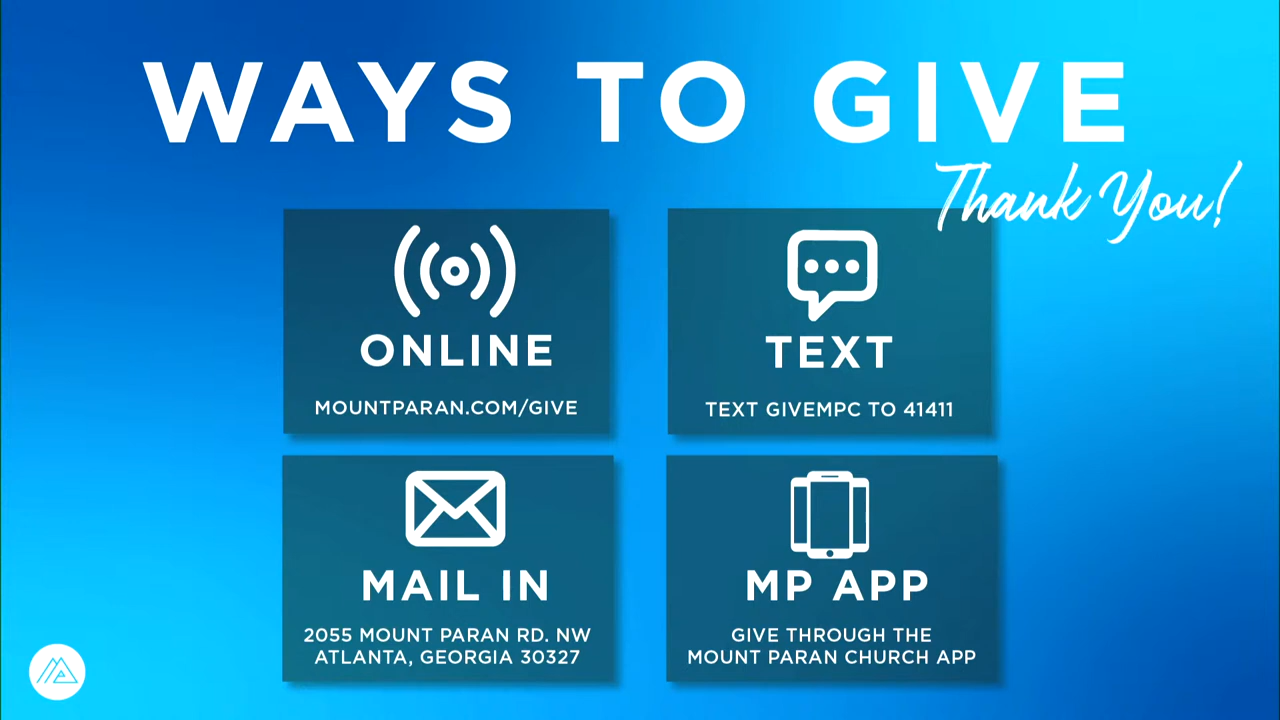 WAYS TO GIVE
Thank You!
ONLINE
MOUNTPARAN.COM/GIVE
TEXT
TEXT GIVEMPC TO 41411
MAIL IN
2055 MOUNT PARAN RD. NW
ATLANTA, GEORGIA 30327
MP APP
GIVE THROUGH THE
MOUNT PARAN CHURCH APP